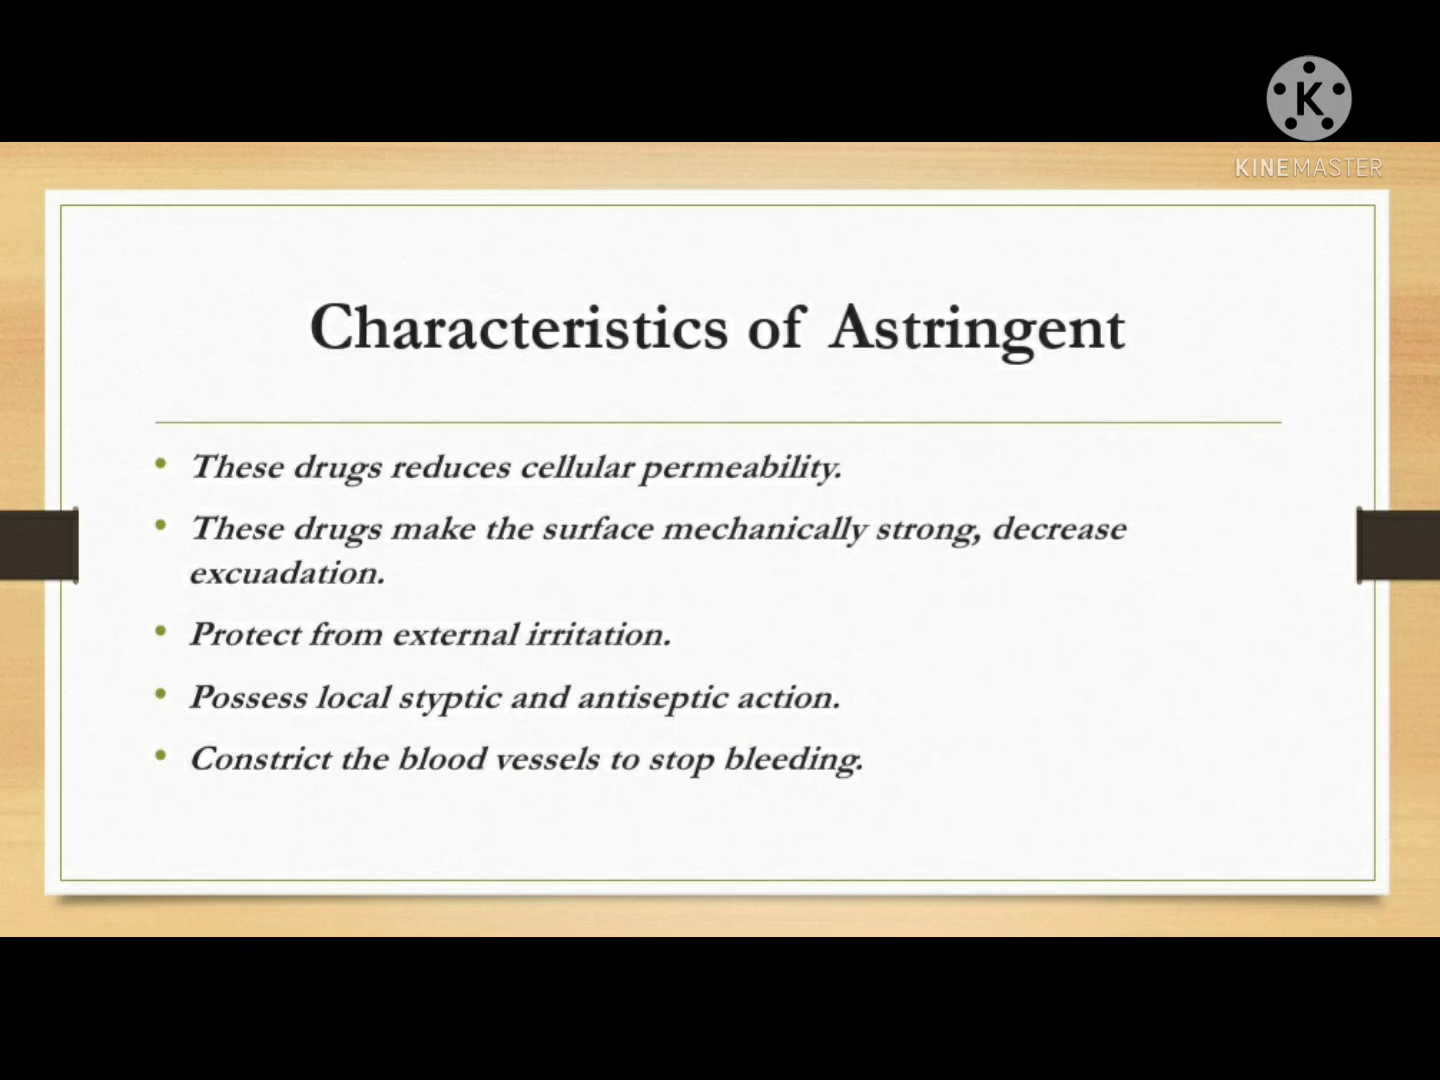 K
KINEMASTER
Characteristics of Astringent
• These drugs reduces cellular permeability.
• These drugs make the surface mechanically strong, decrease
excuadation.
• Protect from external irritation.
• Possess local styptic and antiseptic action.
• Constrict the blood vessels to stop bleeding.